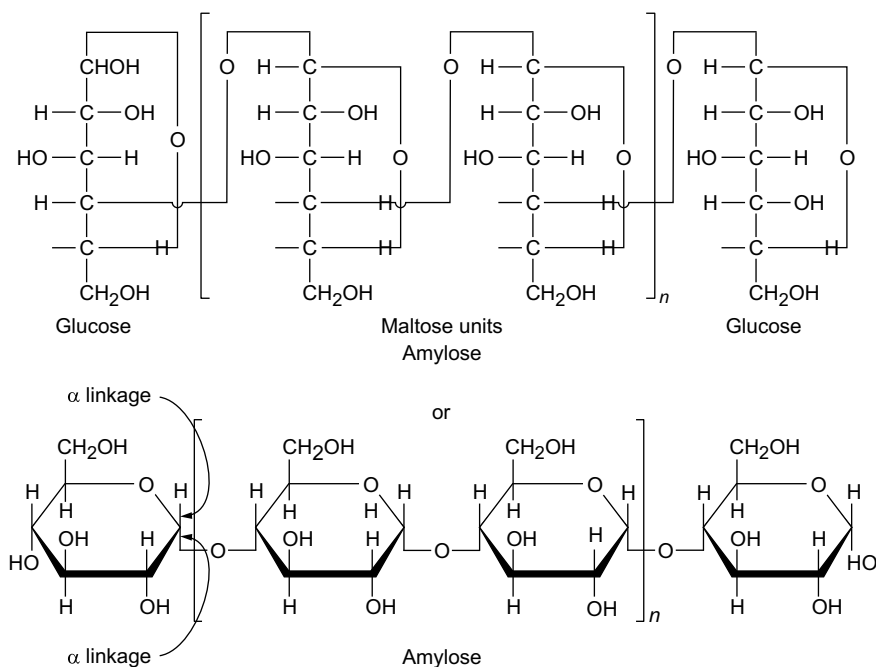 CHOH O H C O H C O H C
H C OH H C OH H C OH H C OH
O
HO C H HO C H O HO C H O HO C H O
H C C H C H H C OH
C H C H C H C H
CH₂OH CH₂OH CH₂OH n CH₂OH
Glucose Maltose units Glucose
Amylose
α linkage
or
CH₂OH CH₂OH CH₂OH CH₂OH
H O H H O H H O H H O H
H H H H
OH H OH H OH H OH H
HO O O O HO
H OH H OH H OH n H OH
α linkage Amylose